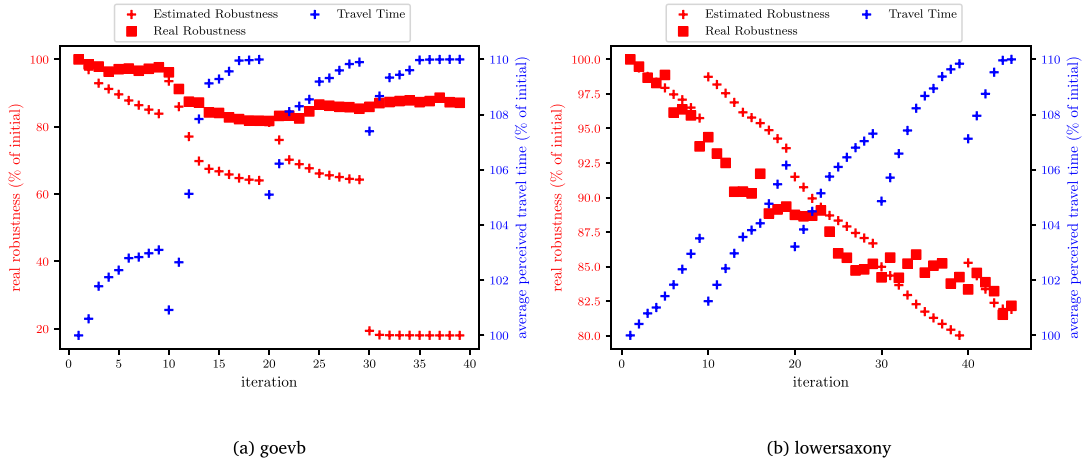 Estimated Robustness
Real Robustness
Travel Time
100
80
60
40
20
real robustness (% of initial)
110
108
106
104
102
100
average perceived travel time (% of initial)
0 5 10 15 20 25 30 35 40
iteration
(a) goevb
Estimated Robustness
Real Robustness
Travel Time
100.0
97.5
95.0
92.5
90.0
87.5
85.0
82.5
80.0
real robustness (% of initial)
110
108
106
104
102
100
average perceived travel time (% of initial)
0 10 20 30 40
iteration
(b) lowersaxony